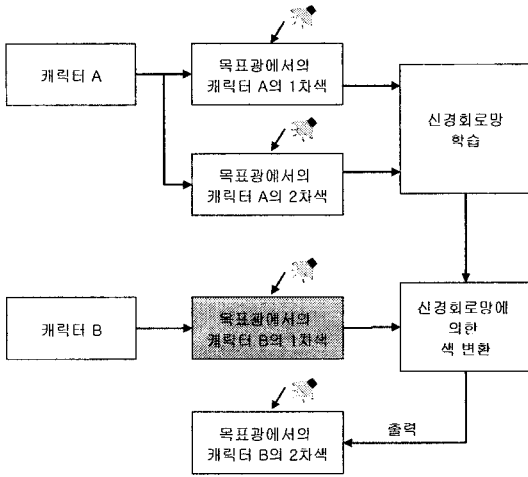 목표광에서의
캐릭터 A의 1차색
캐릭터 A
신경회로망
학습
목표광에서의
캐릭터 A의 2차색
캐릭터 B
목표광에서의
캐릭터 B의 1차색
신경회로망에
의한
색 변환
출력
목표광에서의
캐릭터 B의 2차색